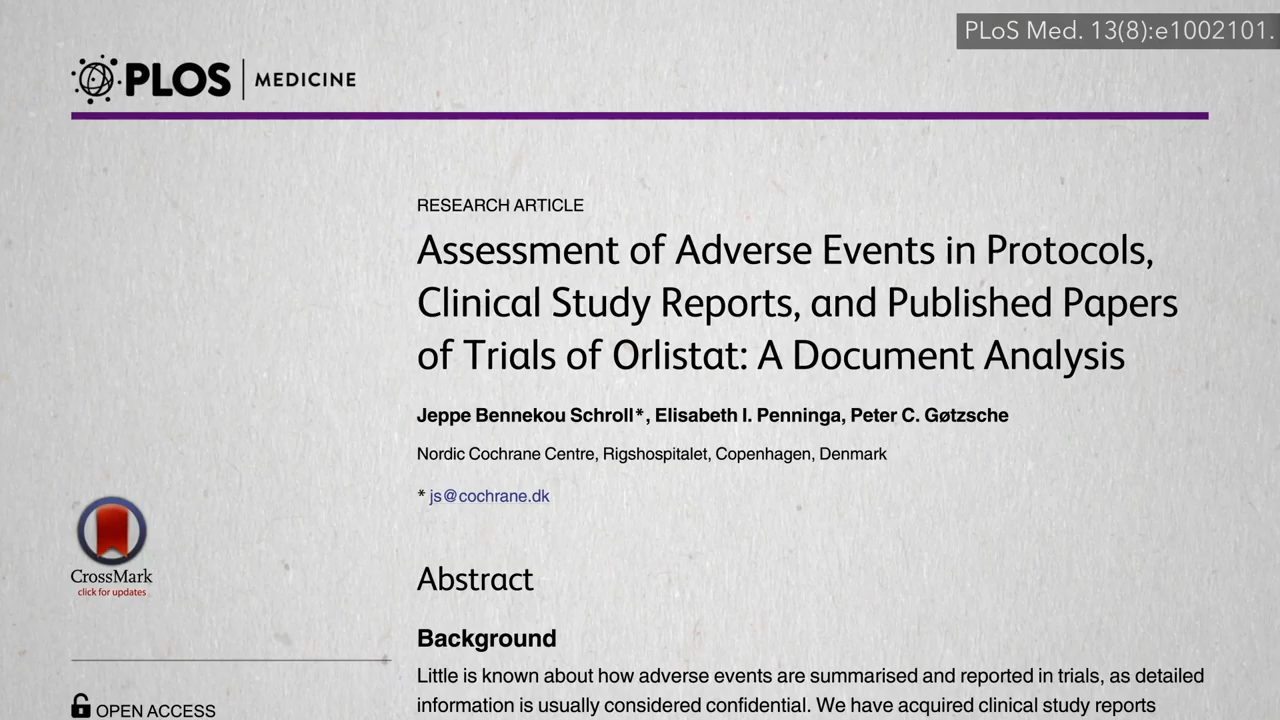 PLoS Med. 13(8):e1002101.
PLOS MEDICINE
RESEARCH ARTICLE
Assessment of Adverse Events in Protocols,
Clinical Study Reports, and Published Papers
of Trials of Orlistat: A Document Analysis
Jeppe Bennekou Schroll*, Elisabeth I. Penninga, Peter C. Gøtzsche
Nordic Cochrane Centre, Rigshospitalet, Copenhagen, Denmark
* js@cochrane.dk
CrossMark
click for updates
Abstract
Background
Little is known about how adverse events are summarised and reported in trials, as detailed
information is usually considered confidential. We have acquired clinical study reports
OPEN ACCESS